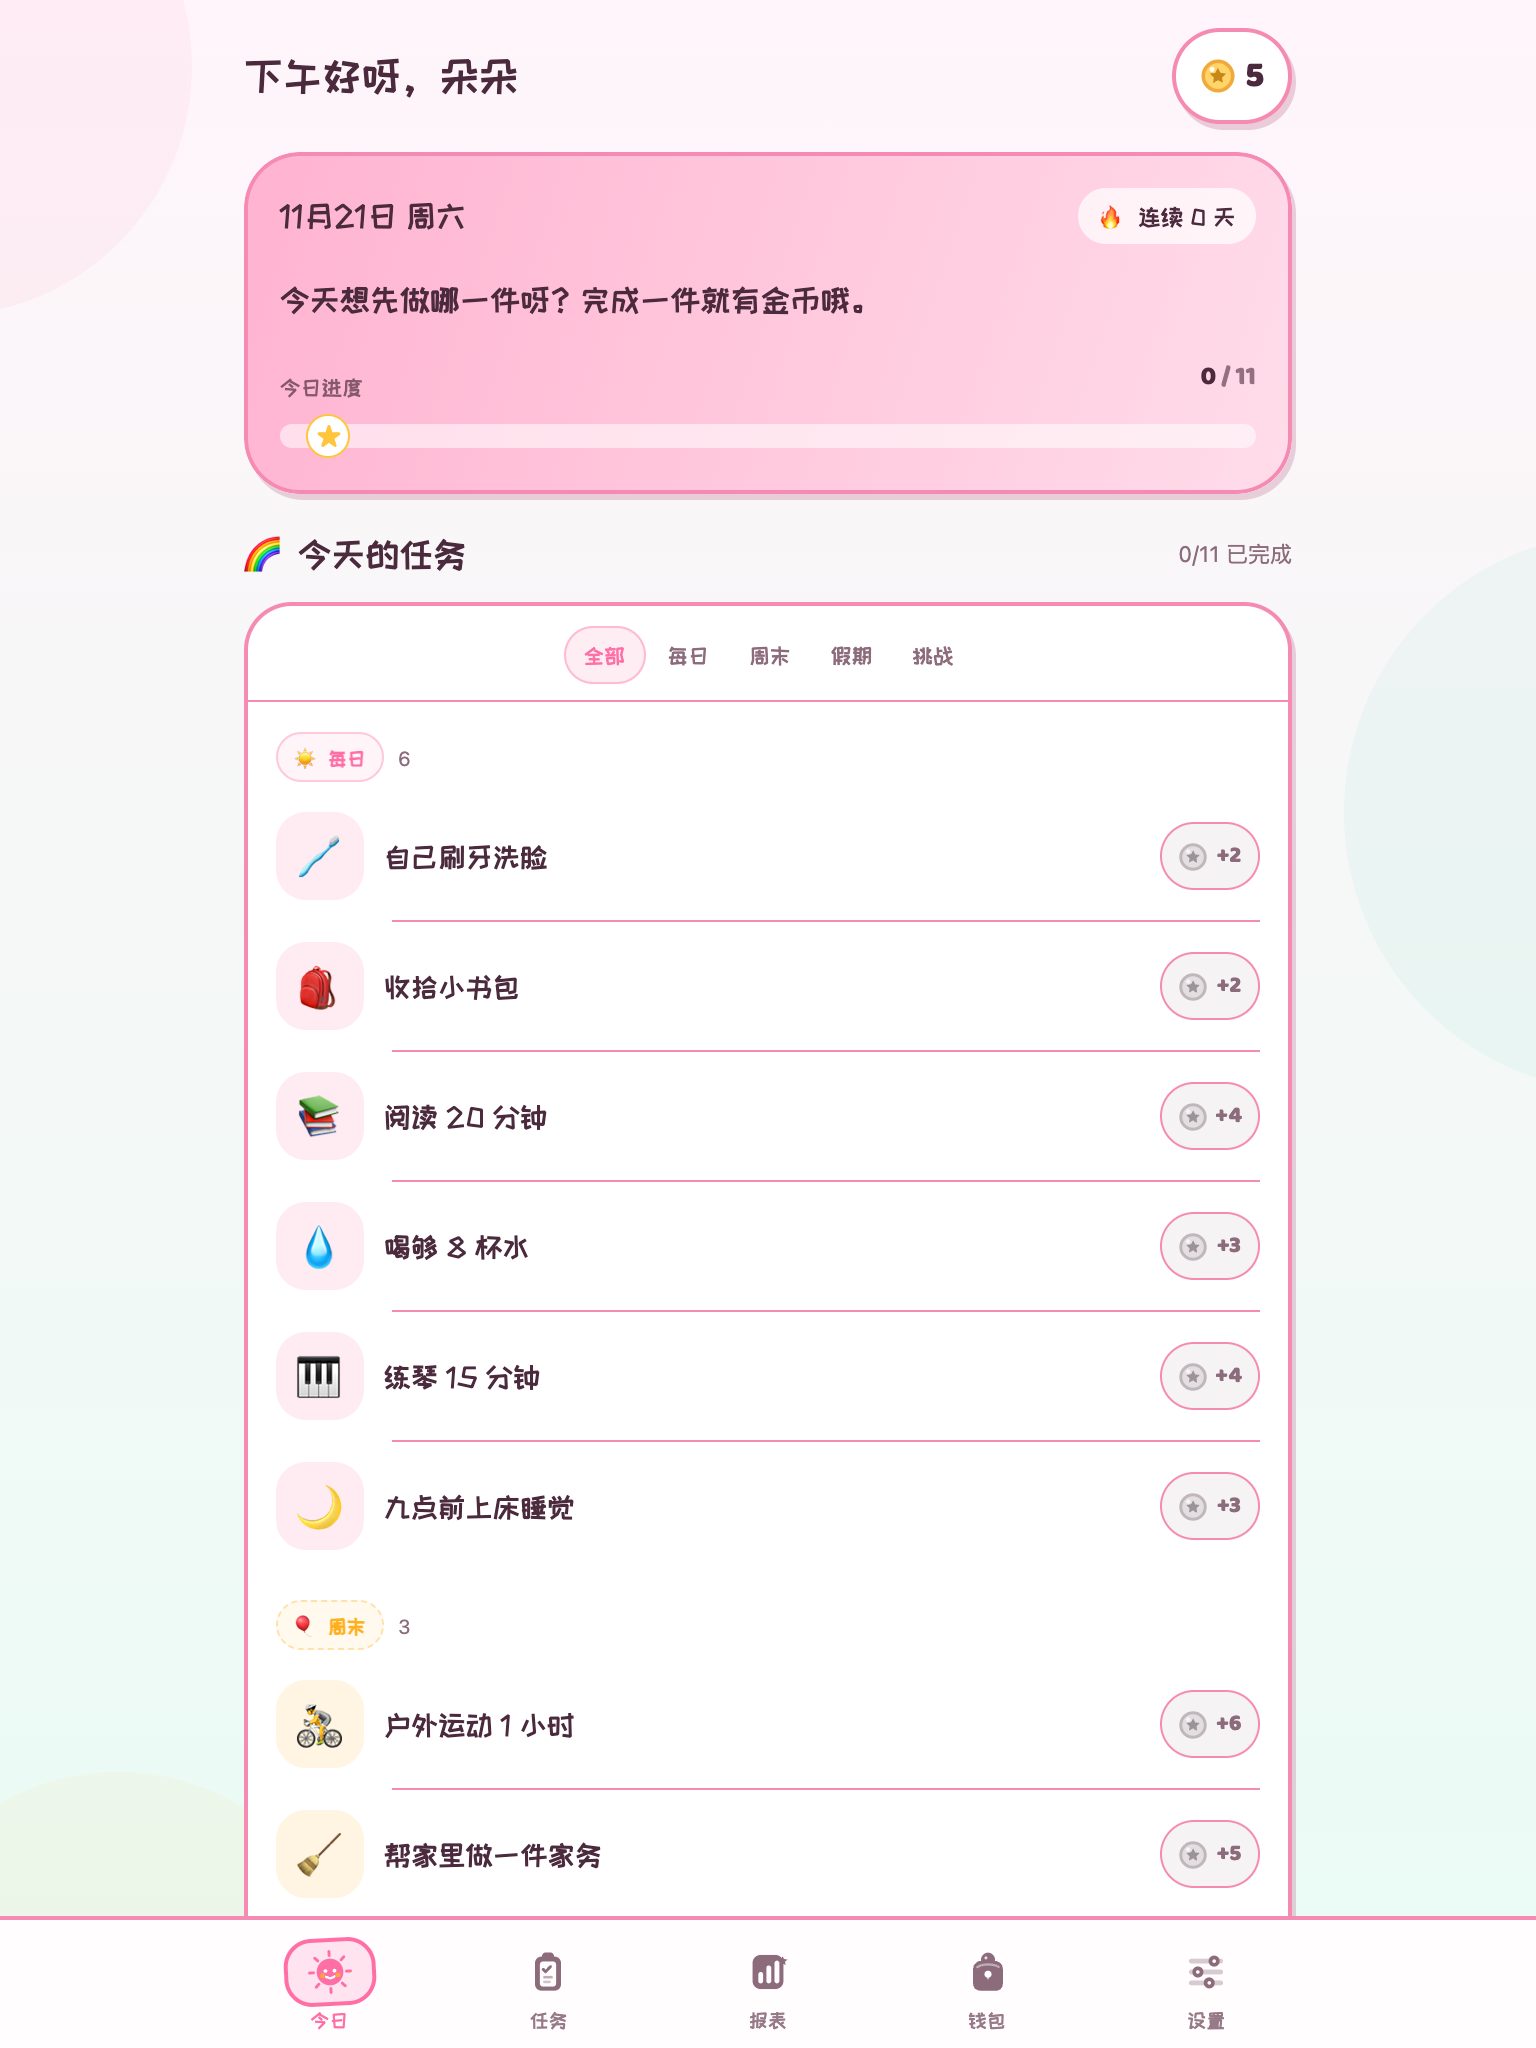 下午好呀，朵朵
5
11月21日 周六
连续 0 天
今天想先做哪一件呀？完成一件就有金币哦。
今日进度
0/11
今天的任务
0/11 已完成
全部 每日 周末 假期 挑战
每日 6
自己刷牙洗脸 +2
收拾小书包 +2
阅读 20 分钟 +4
喝够 8 杯水 +3
练琴 15 分钟 +4
九点前上床睡觉 +3
周末 3
户外运动 1 小时 +6
帮家里做一件家务 +5
今日 任务 报表 钱包 设置